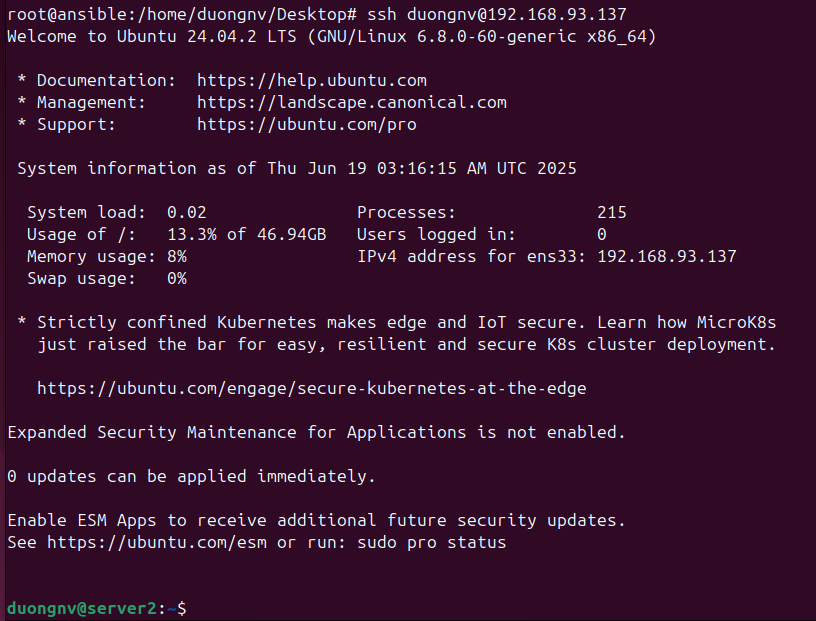 root@ansible:/home/duongnv/Desktop# ssh duongnv@192.168.93.137
Welcome to Ubuntu 24.04.2 LTS (GNU/Linux 6.8.0-60-generic x86_64)
* Documentation:  https://help.ubuntu.com
* Management:     https://landscape.canonical.com
* Support:        https://ubuntu.com/pro
System information as of Thu Jun 19 03:16:15 AM UTC 2025
System load:  0.02               Processes:              215
Usage of /:   13.3% of 46.94GB   Users logged in:        0
Memory usage: 8%                 IPv4 address for ens33: 192.168.93.137
Swap usage:   0%
* Strictly confined Kubernetes makes edge and IoT secure. Learn how MicroK8s
just raised the bar for easy, resilient and secure K8s cluster deployment.
https://ubuntu.com/engage/secure-kubernetes-at-the-edge
Expanded Security Maintenance for Applications is not enabled.
0 updates can be applied immediately.
Enable ESM Apps to receive additional future security updates.
See https://ubuntu.com/esm or run: sudo pro status
duongnv@server2:~$